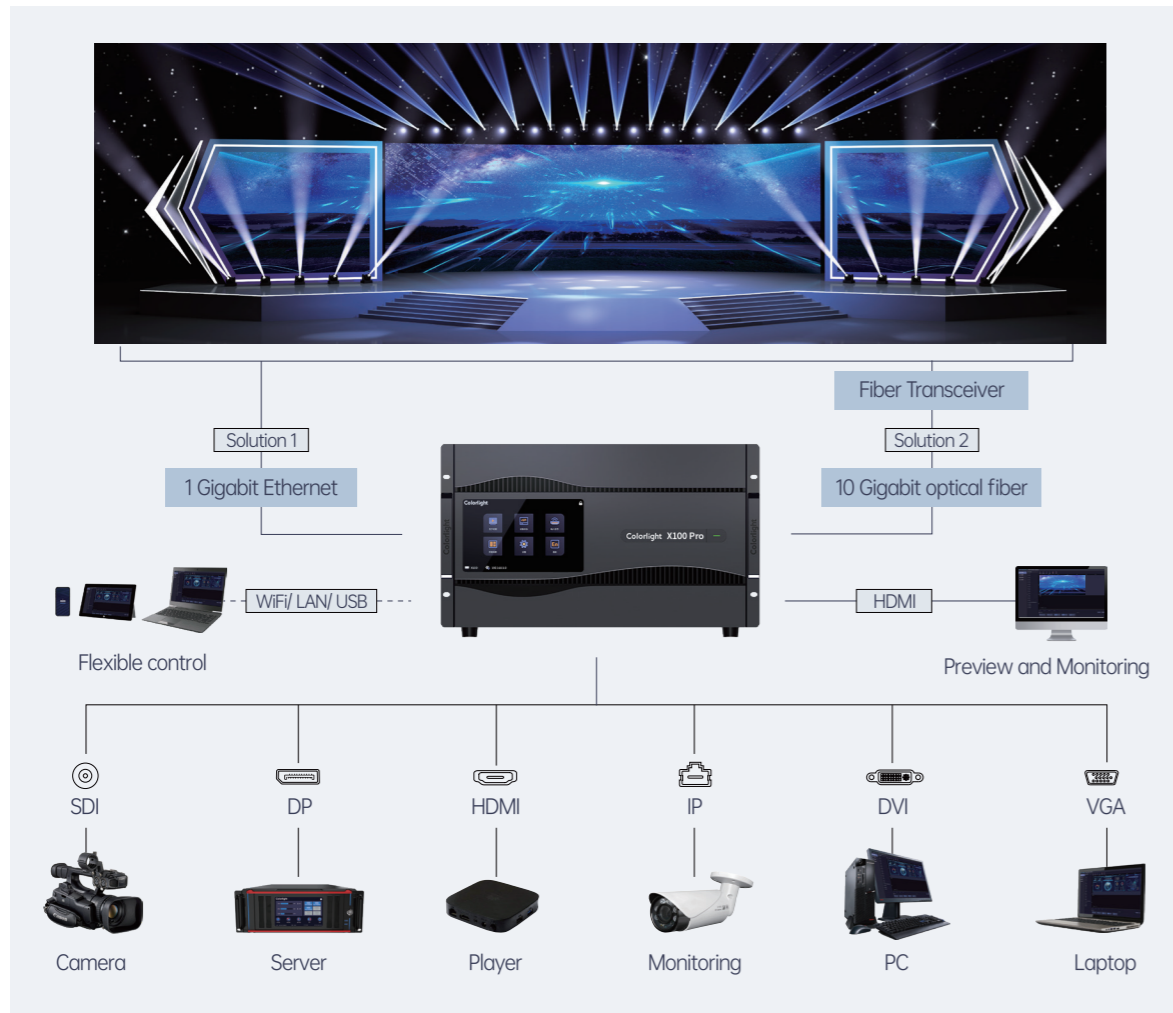 Fiber Transceiver
Solution 1
Solution 2
1 Gigabit Ethernet
10 Gigabit optical fiber
Colorlight
Colorlight X100 Pro
Colorlight
Colorlight
WiFi/ LAN/ USB
HDMI
Flexible control
Preview and Monitoring
SDI
DP
HDMI
IP
DVI
VGA
Camera
Server
Player
Monitoring
PC
Laptop